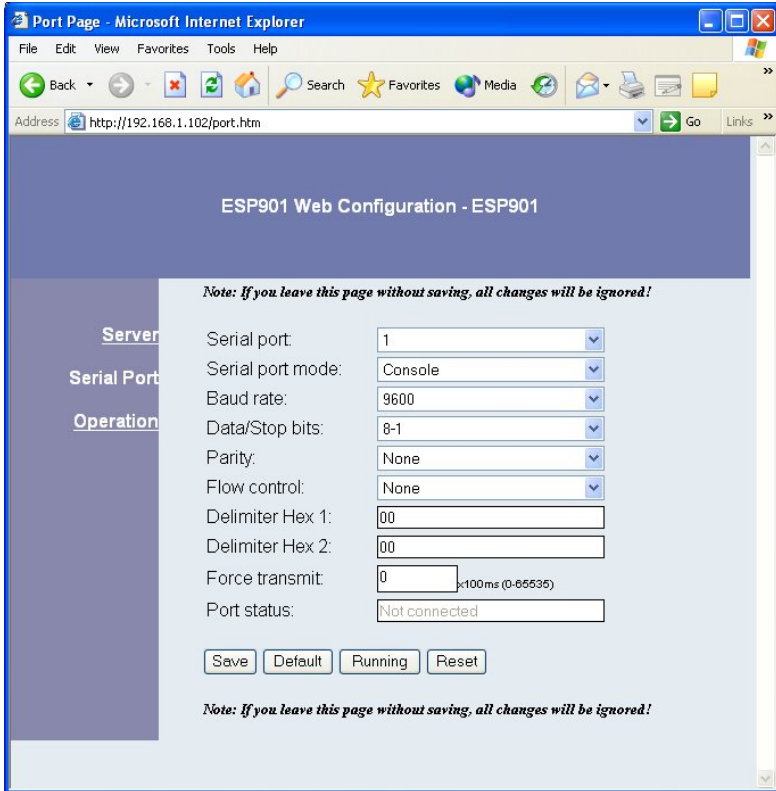 Port Page - Microsoft Internet Explorer
File Edit View Favorites Tools Help
Back Search Favorites Media »
Address http://192.168.1.102/port.htm Go Links »
ESP901 Web Configuration - ESP901
Note: If you leave this page without saving, all changes will be ignored!
Server
Serial Port
Operation
Serial port: 1
Serial port mode: Console
Baud rate: 9600
Data/Stop bits: 8-1
Parity: None
Flow control: None
Delimiter Hex 1: 00
Delimiter Hex 2: 00
Force transmit: 0 x100ms (0-65535)
Port status: Not connected
Save Default Running Reset
Note: If you leave this page without saving, all changes will be ignored!